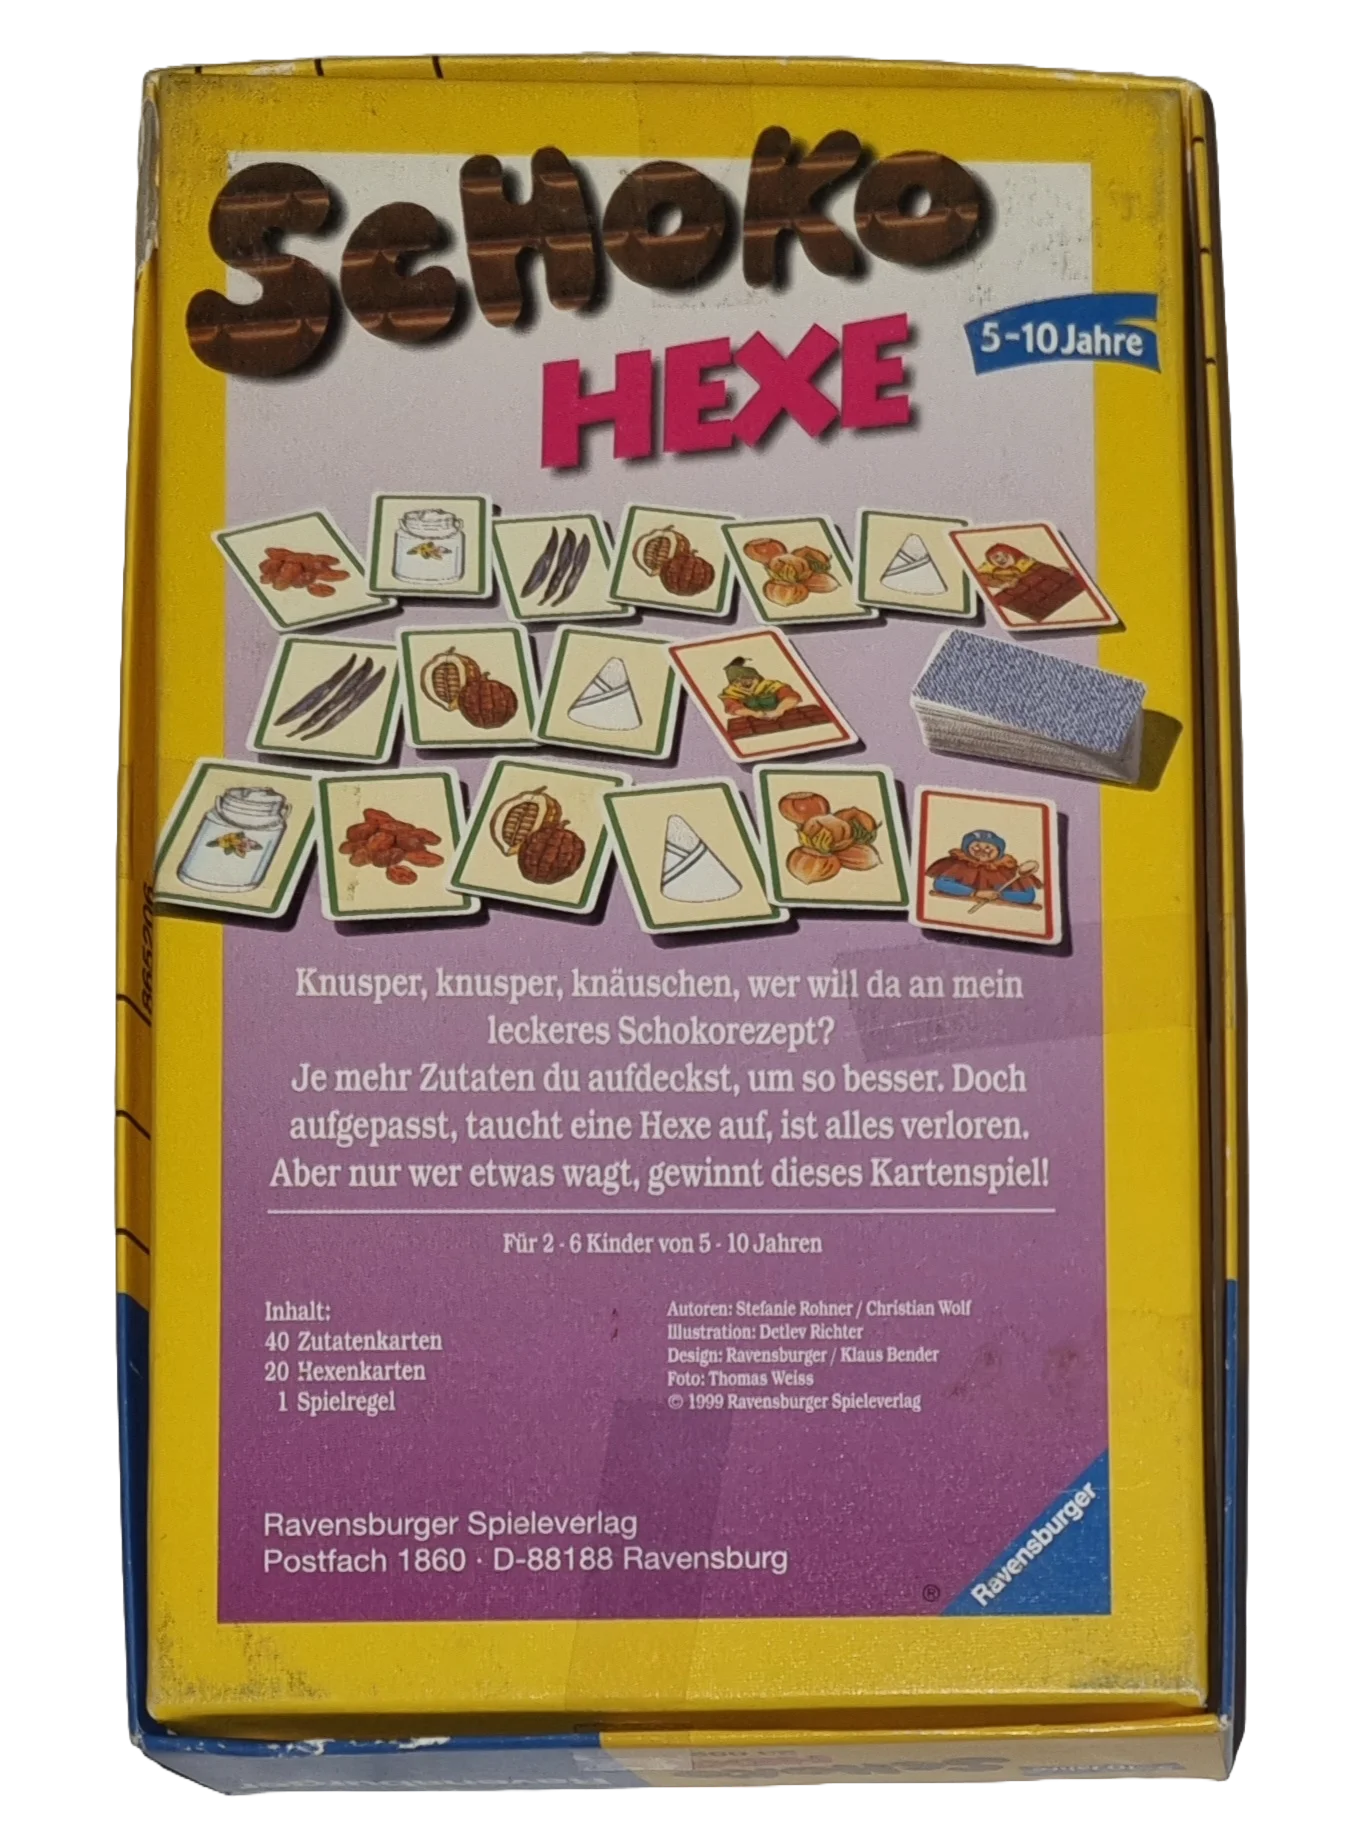 SCHOKO
HEXE
5-10 Jahre
Knusper, knusper, knäuschen, wer will da an mein
leckeres Schokorezept?
Je mehr Zutaten du aufdeckst, um so besser. Doch
aufgepasst, taucht eine Hexe auf, ist alles verloren.
Aber nur wer etwas wagt, gewinnt dieses Kartenspiel!
Für 2 - 6 Kinder von 5 - 10 Jahren
Inhalt:
40 Zutatenkarten
20 Hexenkarten
1 Spielregel
Autoren: Stefanie Rohner / Christian Wolf
Illustration: Detlev Richter
Design: Ravensburger / Klaus Bender
Foto: Thomas Weiss
© 1999 Ravensburger Spieleverlag
Ravensburger Spieleverlag
Postfach 1860 · D-88188 Ravensburg
®
Ravensburger